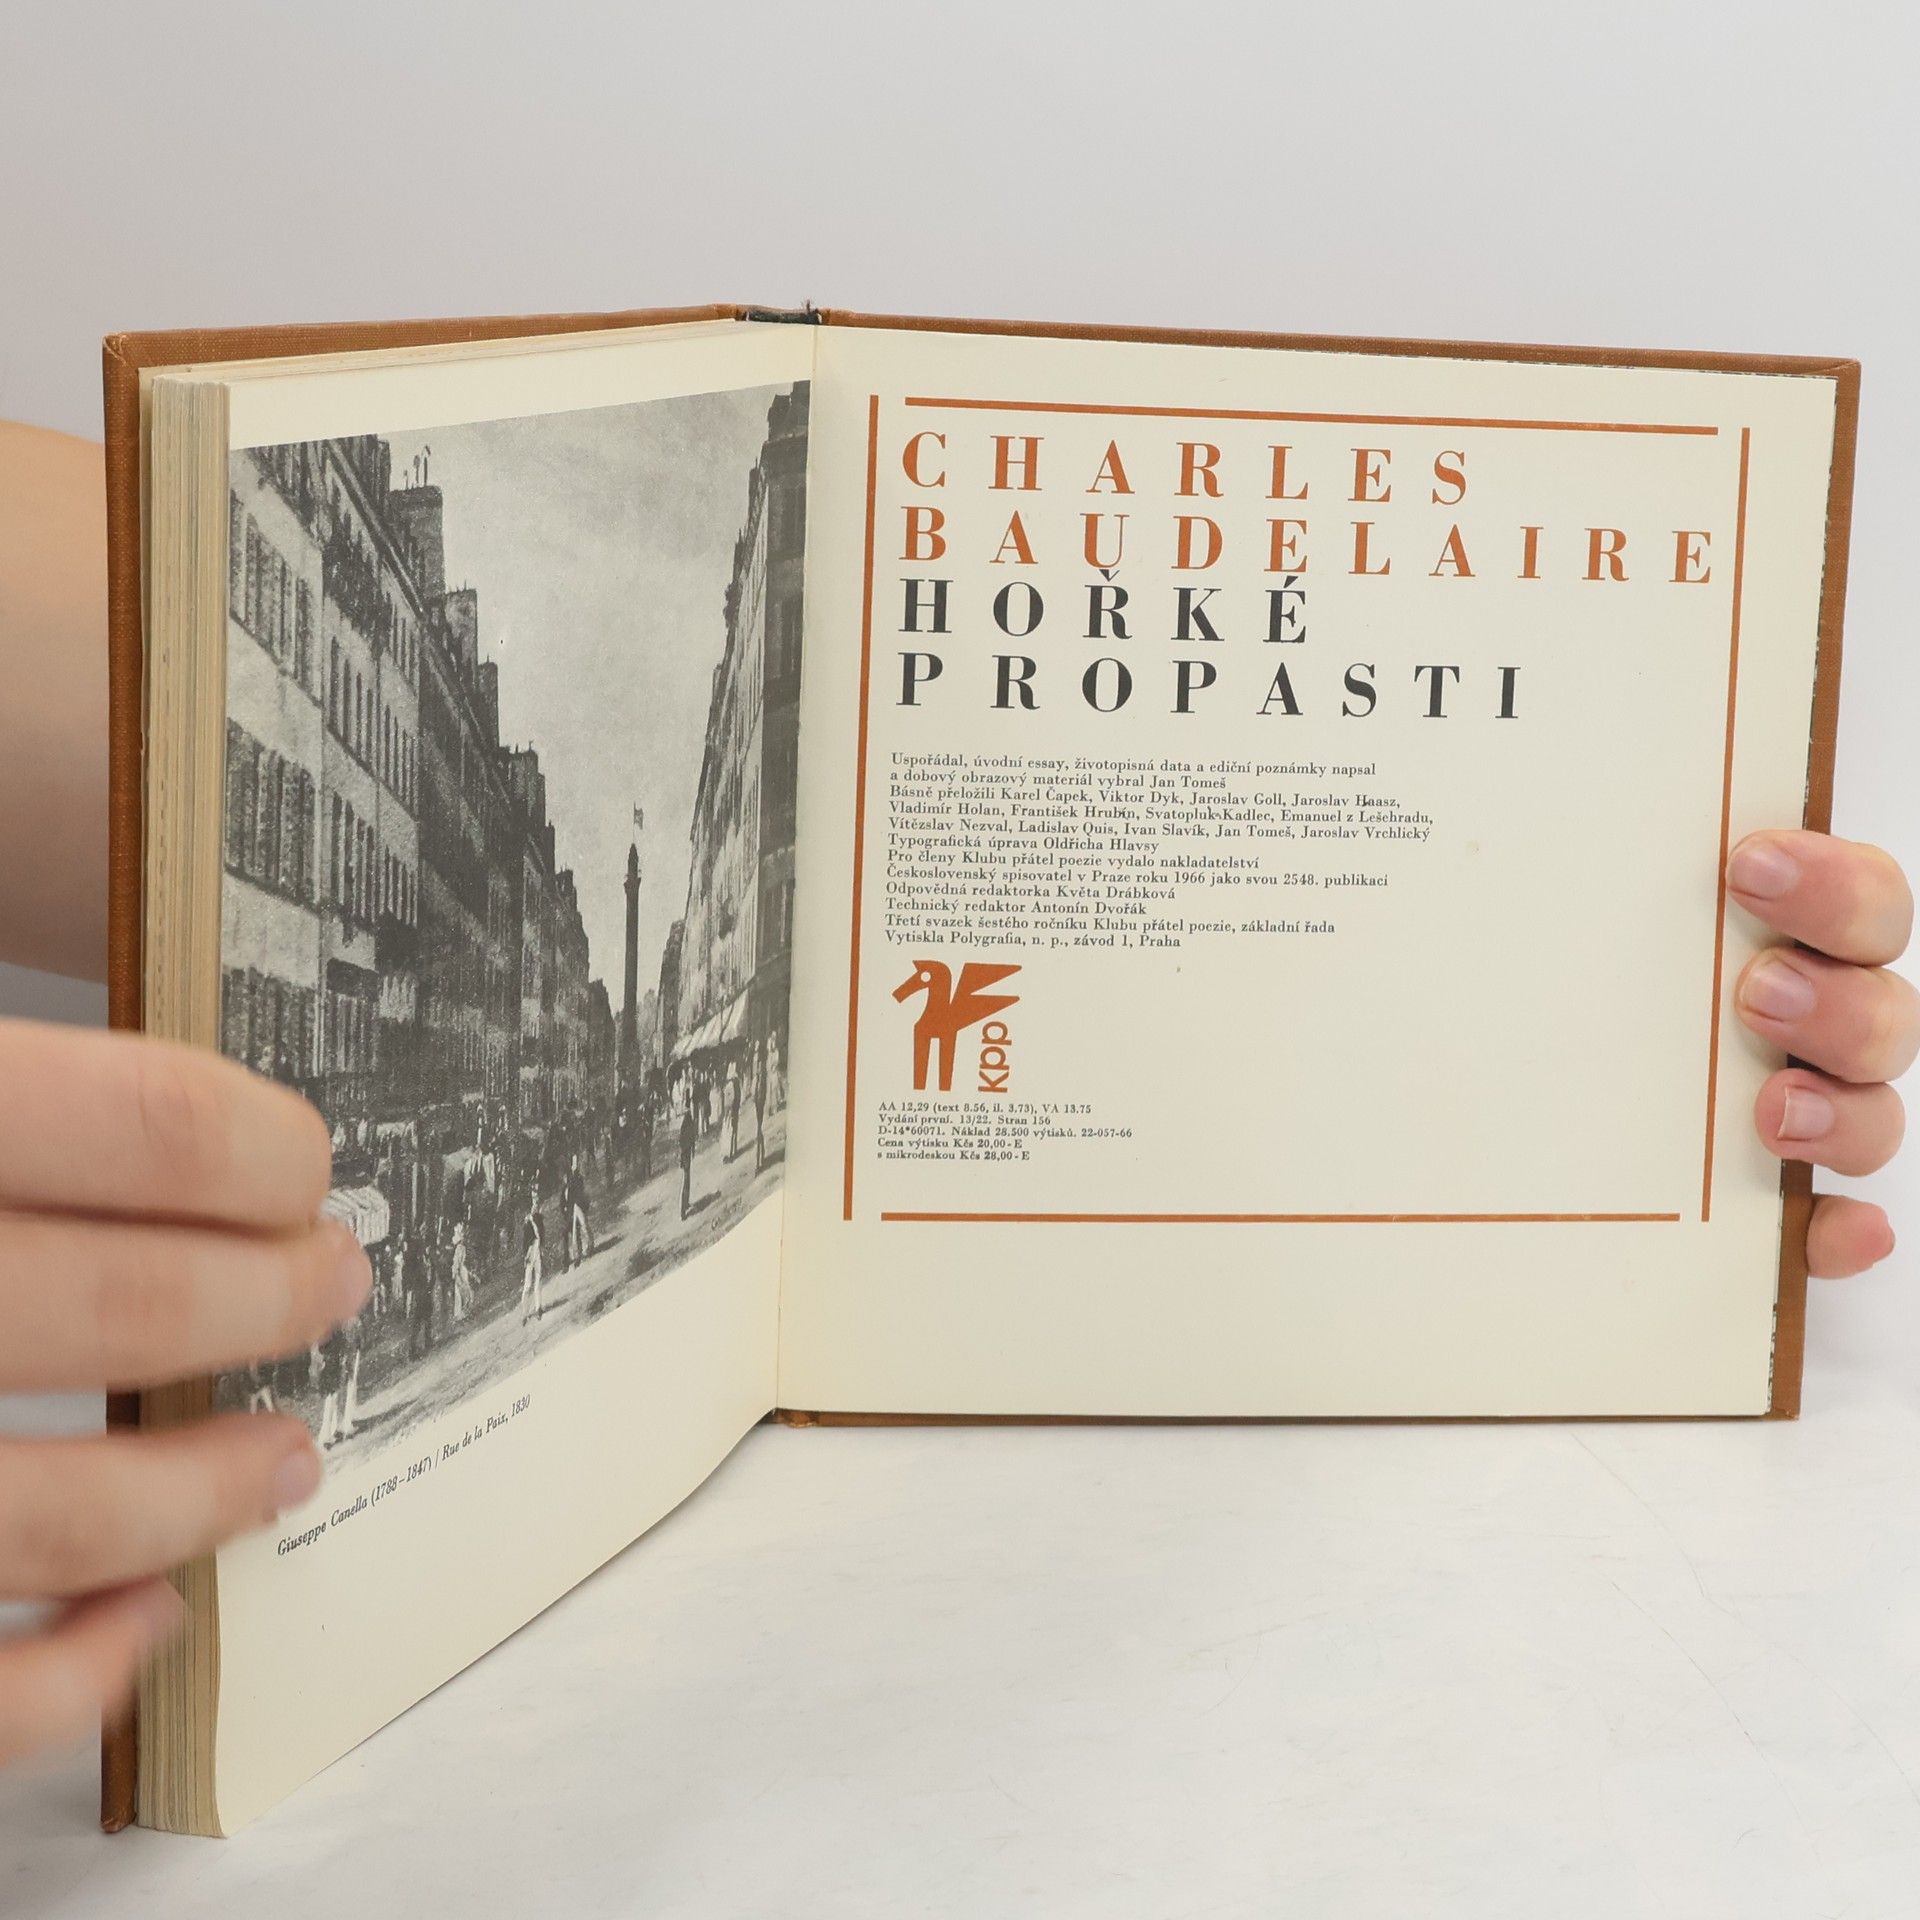 Giuseppe Canella (1788–1847) / Rue de la Paix, 1830
CHARLES
BAUDELAIRE
HOŘKÉ
PROPASTI
Uspořádal, úvodní essay, životopisná data a ediční poznámky napsal
a dobový obrazový materiál vybral Jan Tomeš
Básně přeložili Karel Čapek, Viktor Dyk, Jaroslav Goll, Jaroslav Haasz,
Vladimír Holan, František Hrubín, Svatopluk Kadlec, Emanuel z Lešehradu,
Vítězslav Nezval, Ladislav Quis, Ivan Slavík, Jan Tomeš, Jaroslav Vrchlický
Typografická úprava Oldřicha Hlavsy
Pro členy Klubu přátel poezie vydalo nakladatelství
Československý spisovatel v Praze roku 1966 jako svou 2548. publikaci
Odpovědná redaktorka Květa Drábková
Technický redaktor Antonín Dvořák
Třetí svazek šestého ročníku Klubu přátel poezie, základní řada
Vytiskla Polygrafia, n. p., závod 1, Praha
kpp
AA 12,29 (text 8.56, il. 3.73), VA 13.75
Vydání první. 13/22. Stran 156
D-14*60071. Náklad 28.500 výtisků. 22-057-66
Cena výtisku Kčs 20,00 - E
s mikrodeskou Kčs 28,00 - E